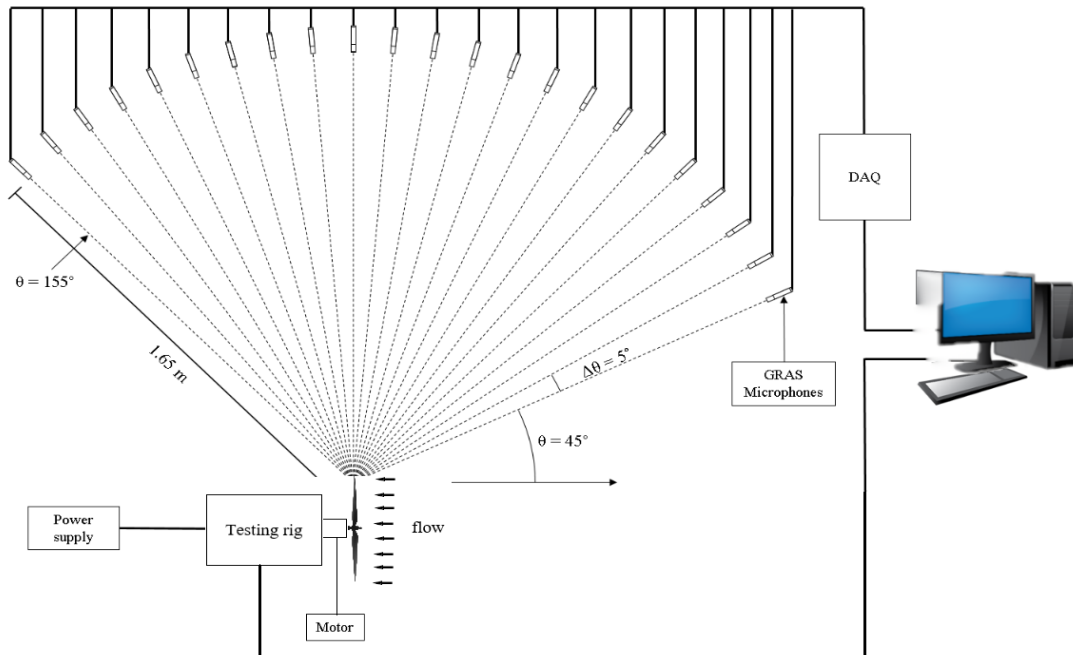 DAQ
θ = 155°
1.65 m
Δθ = 5°
GRAS
Microphones
θ = 45°
Power
supply
Testing rig
flow
Motor